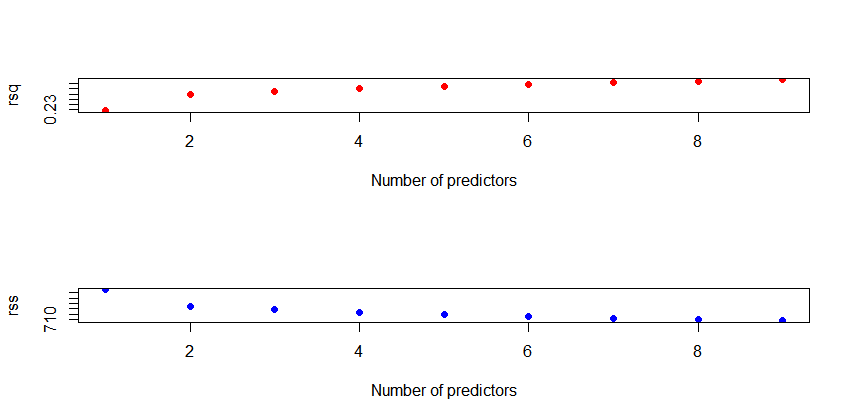 rsq
0.23
2 4 6 8
Number of predictors
rss
710
2 4 6 8
Number of predictors